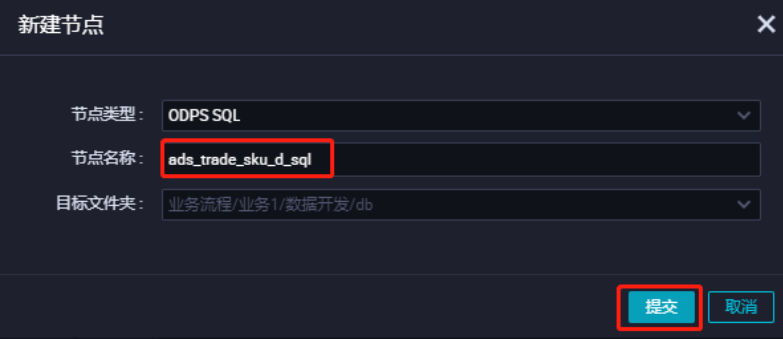 新建节点
节点类型: ODPS SQL
节点名称: ads_trade_sku_d_sql
目标文件夹: 业务流程/业务1/数据开发/db
提交 取消